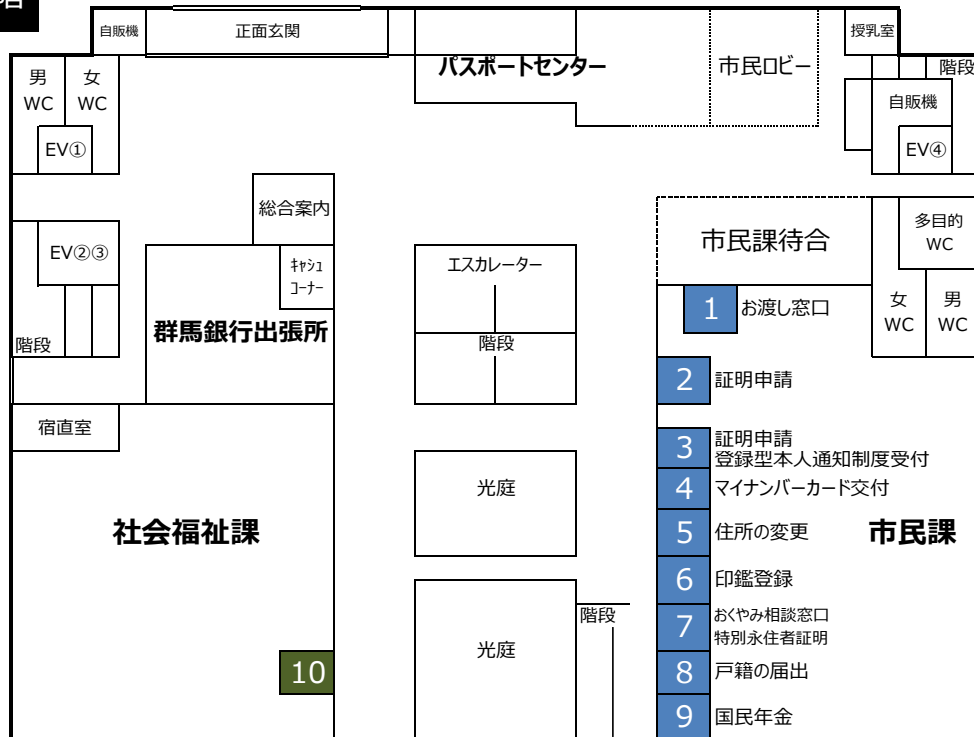 自販機
正面玄関
パスポートセンター
市民ロビー
授乳室
階段
男
WC
女
WC
自販機
EV①
EV④
総合案内
市民課待合
多目的
WC
EV②③
ｷｬｼｭ
ｺｰﾅｰ
エスカレーター
1 お渡し窓口
女
WC
男
WC
群馬銀行出張所
階段
階段
2 証明申請
宿直室
3 証明申請
登録型本人通知制度受付
光庭
4 マイナンバーカード交付
社会福祉課
5 住所の変更
市民課
6 印鑑登録
階段
7 おくやみ相談窓口
特別永住者証明
光庭
10
8 戸籍の届出
9 国民年金